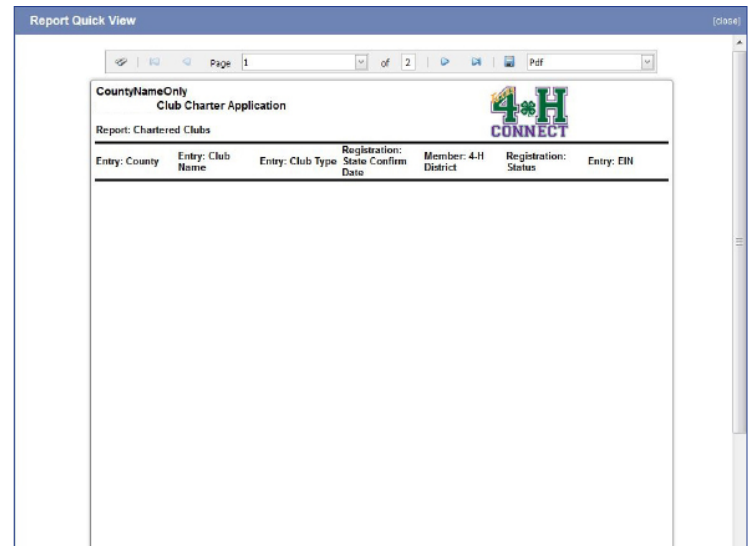 Report Quick View [close]
Page 1 of 2 Pdf
CountyNameOnly
Club Charter Application
Report: Chartered Clubs
4 H
CONNECT
Entry: County
Entry: Club
Name
Entry: Club Type
Registration:
State Confirm
Date
Member: 4-H
District
Registration:
Status
Entry: EIN